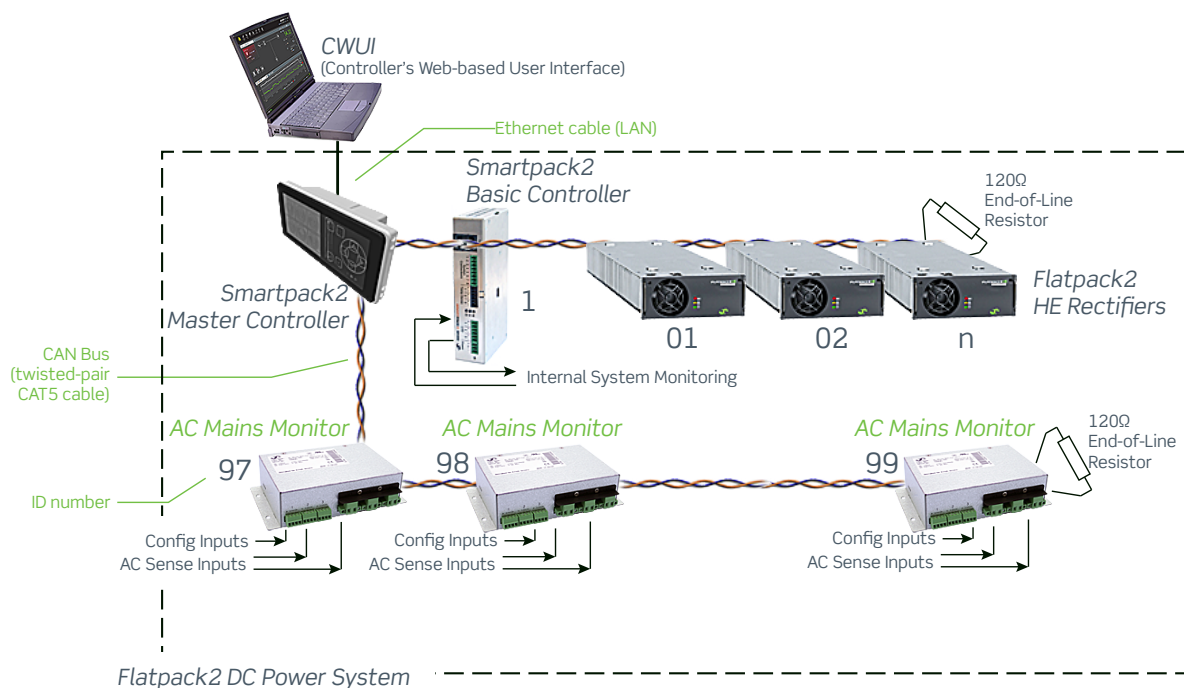 CWUI
(Controller's Web-based User Interface)
Ethernet cable (LAN)
Smartpack2
Basic Controller
120Ω
End-of-Line
Resistor
Smartpack2
Master Controller
1
01
02
n
Flatpack2
HE Rectifiers
CAN Bus
(twisted-pair
CAT5 cable)
Internal System Monitoring
AC Mains Monitor
AC Mains Monitor
AC Mains Monitor
120Ω
End-of-Line
Resistor
97
98
99
ID number
Config Inputs
AC Sense Inputs
Config Inputs
AC Sense Inputs
Config Inputs
AC Sense Inputs
Flatpack2 DC Power System